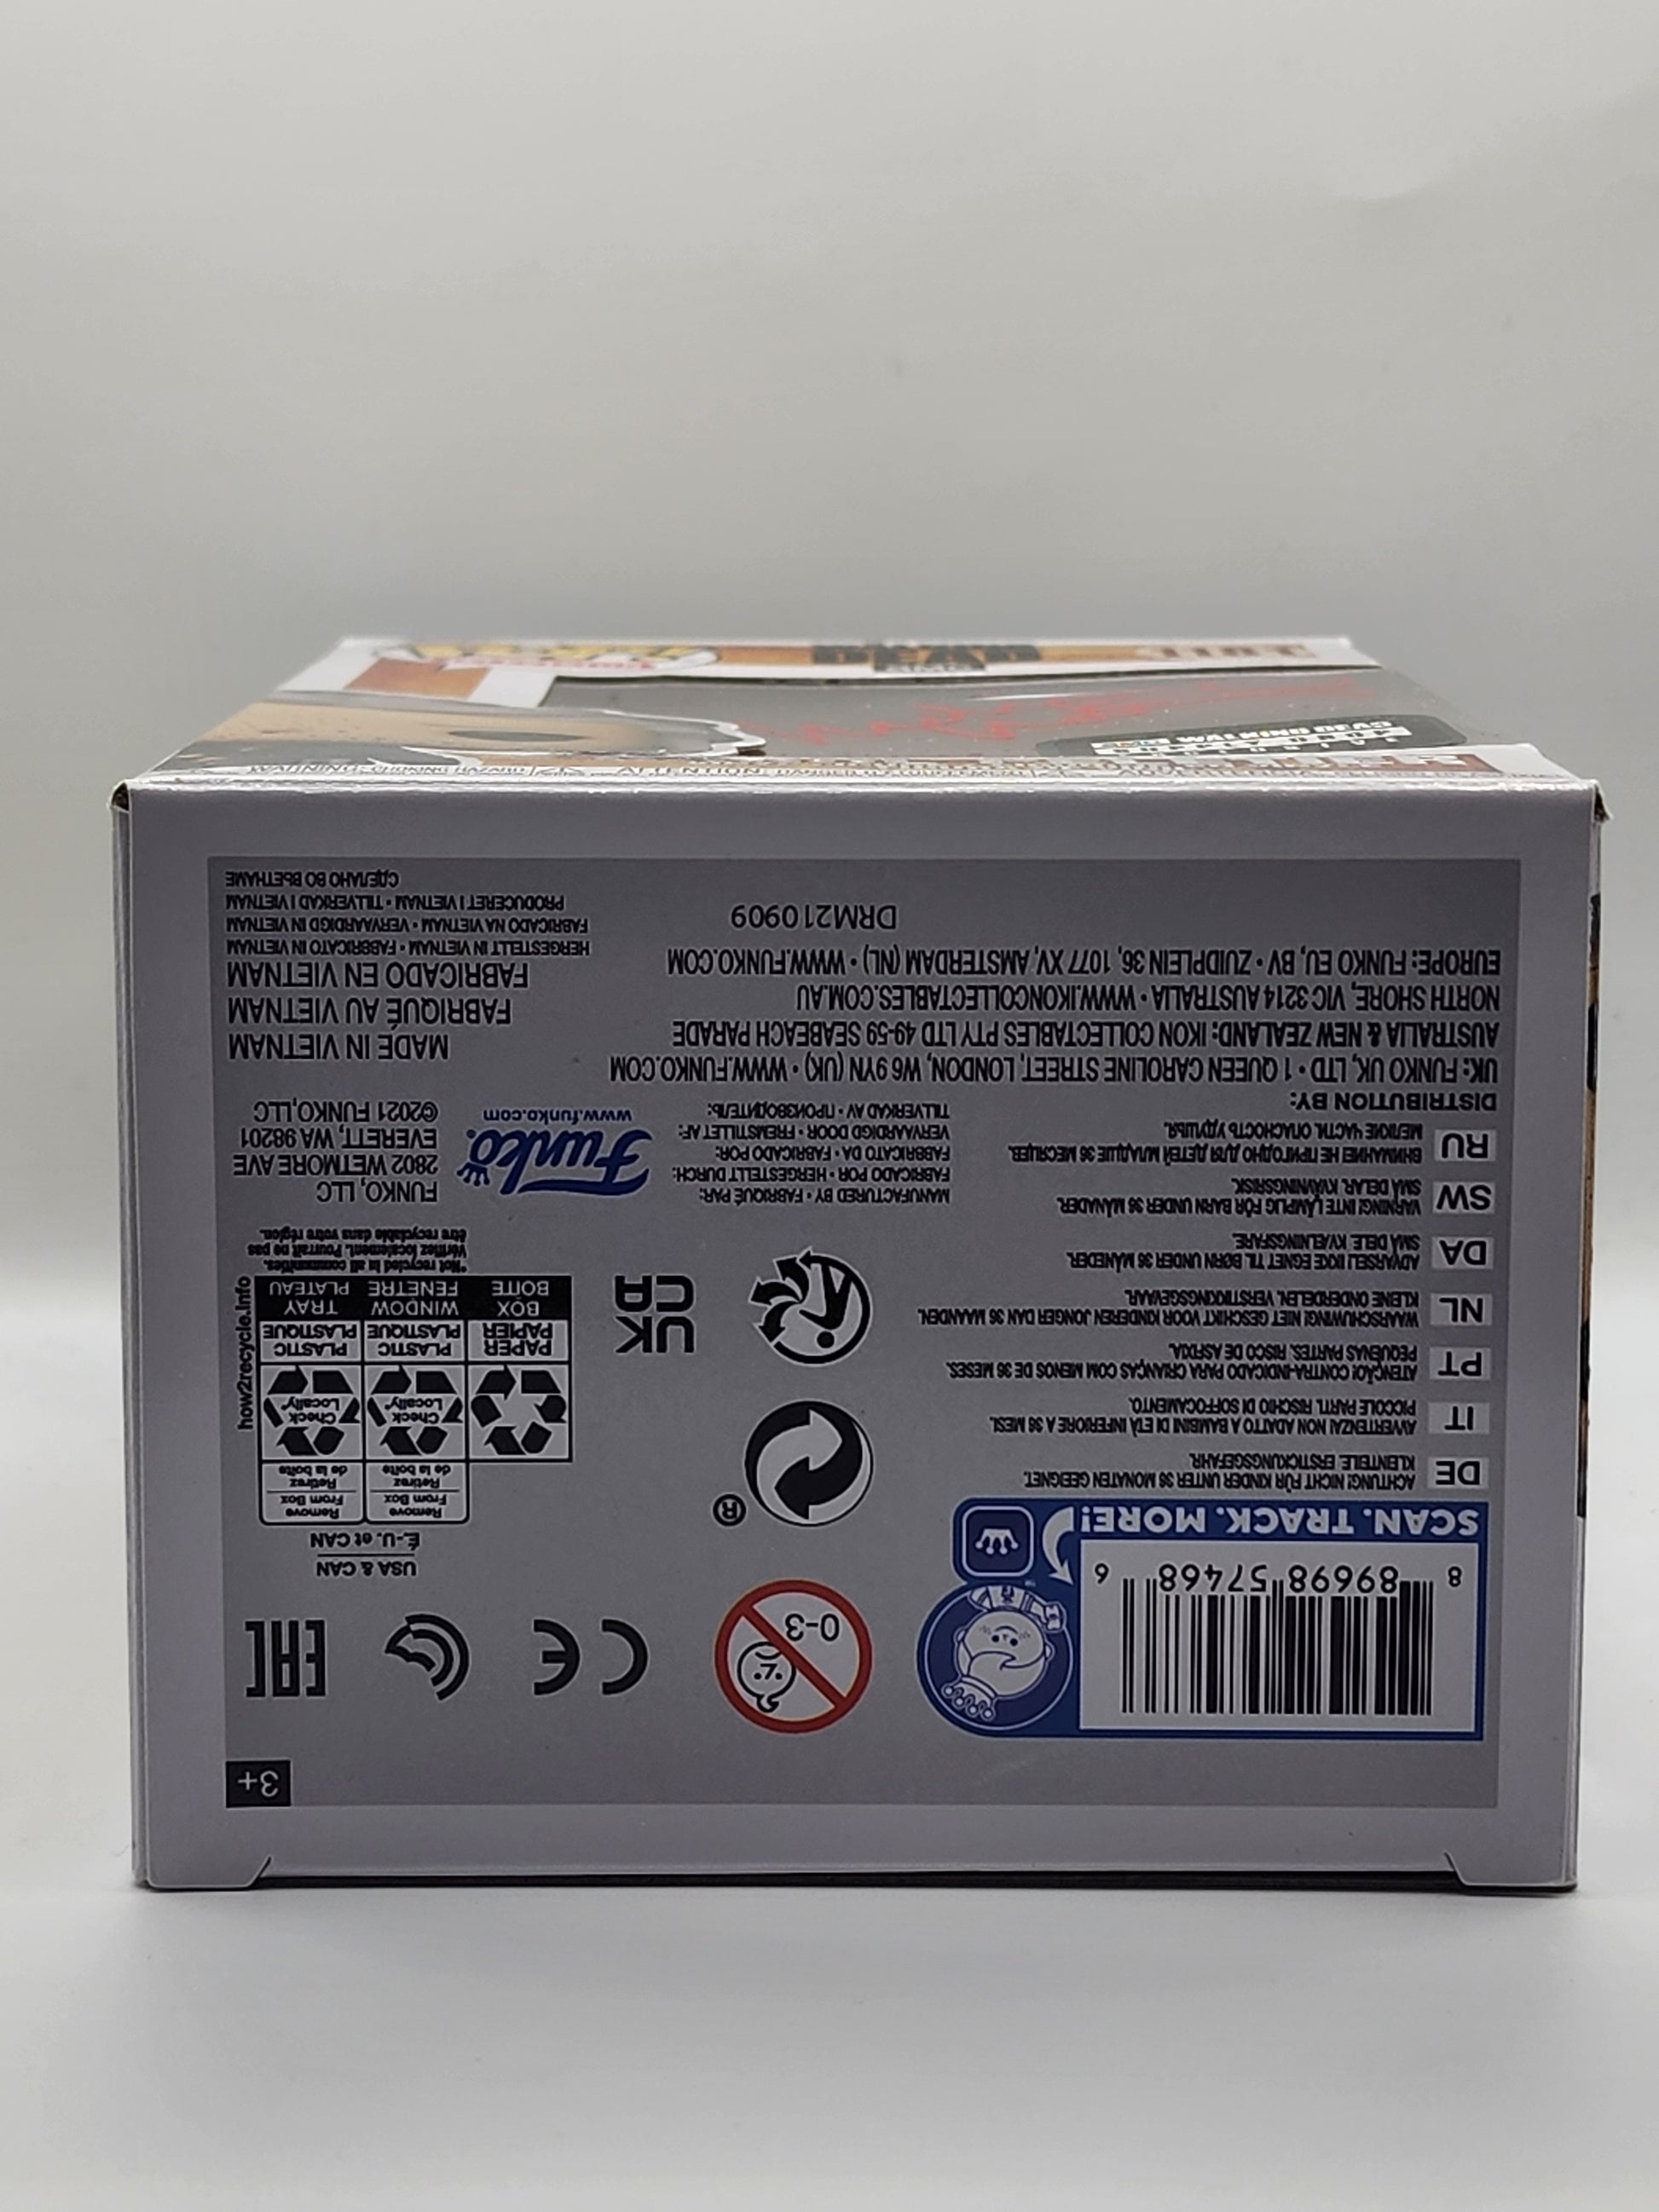 3+
8 89698 57468 6
SCAN. TRACK. MORE!
0-3
CE
EAC
DE
ACHTUNG! NICHT FÜR KINDER UNTER 36 MONATEN GEEIGNET.
KLEINTEILE. ERSTICKUNGSGEFAHR.
IT
AVVERTENZA! NON ADATTO A BAMBINI DI ETÀ INFERIORE A 36 MESI.
PICCOLE PARTI. RISCHIO DI SOFFOCAMENTO.
PT
ATENÇÃO! CONTRA-INDICADO PARA CRIANÇAS COM MENOS DE 36 MESES.
PEQUENAS PARTES. RISCO DE ASFIXIA.
NL
WAARSCHUWING! NIET GESCHIKT VOOR KINDEREN JONGER DAN 36 MAANDEN.
KLEINE ONDERDELEN. VERSTIKKINGSGEVAAR.
DA
ADVARSEL! IKKE EGNET TIL BØRN UNDER 36 MÅNEDER.
SMÅ DELE. KVÆLNINGSFARE.
SW
VARNING! INTE LÄMPLIG FÖR BARN UNDER 36 MÅNADER.
SMÅ DELAR. KVÄVNINGSRISK.
RU
ВНИМАНИЕ! НЕ ПРИГОДНО ДЛЯ ДЕТЕЙ МЛАДШЕ 36 МЕСЯЦЕВ.
МЕЛКИЕ ЧАСТИ. ОПАСНОСТЬ УДУШЬЯ.
®
UK
CA
USA & CAN
É.-U. et CAN
Remove From Box
Retirez de la boîte
Remove From Box
Retirez de la boîte
Check Locally*
Check Locally*
PAPER
PAPIER
PLASTIC
PLASTIQUE
PLASTIC
PLASTIQUE
BOX
BOÎTE
WINDOW
FENÊTRE
TRAY
PLATEAU
how2recycle.info
*Not recycled in all communities.
Vérifiez localement. Pourrait ne pas
être recyclable dans votre région.
MANUFACTURED BY • FABRIQUÉ PAR:
FABRICADO POR • HERGESTELLT DURCH:
FABBRICATO DA • FABRICADO POR:
VERVAARDIGD DOOR • FREMSTILLET AF:
TILLVERKAD AV • ПРОИЗВОДИТЕЛЬ:
Funko.
www.funko.com
FUNKO, LLC
2802 WETMORE AVE
EVERETT, WA 98201
©2021 FUNKO,LLC
DISTRIBUTION BY:
UK: FUNKO UK, LTD • 1 QUEEN CAROLINE STREET, LONDON, W6 9YN (UK) • WWW.FUNKO.COM
AUSTRALIA & NEW ZEALAND: IKON COLLECTABLES PTY LTD 49-59 SEABEACH PARADE
NORTH SHORE, VIC 3214 AUSTRALIA • WWW.IKONCOLLECTABLES.COM.AU
EUROPE: FUNKO EU, BV • ZUIDPLEIN 36, 1077 XV, AMSTERDAM (NL) • WWW.FUNKO.COM
DRM210909
MADE IN VIETNAM
FABRIQUÉ AU VIETNAM
FABRICADO EN VIETNAM
HERGESTELLT IN VIETNAM • FABBRICATO IN VIETNAM
FABRICADO NA VIETNAM • VERVAARDIGD IN VIETNAM
PRODUCERET I VIETNAM • TILLVERKAD I VIETNAM
СДЕЛАНО ВО ВЬЕТНАМЕ
WALKING DEAD
AMC
DEAD